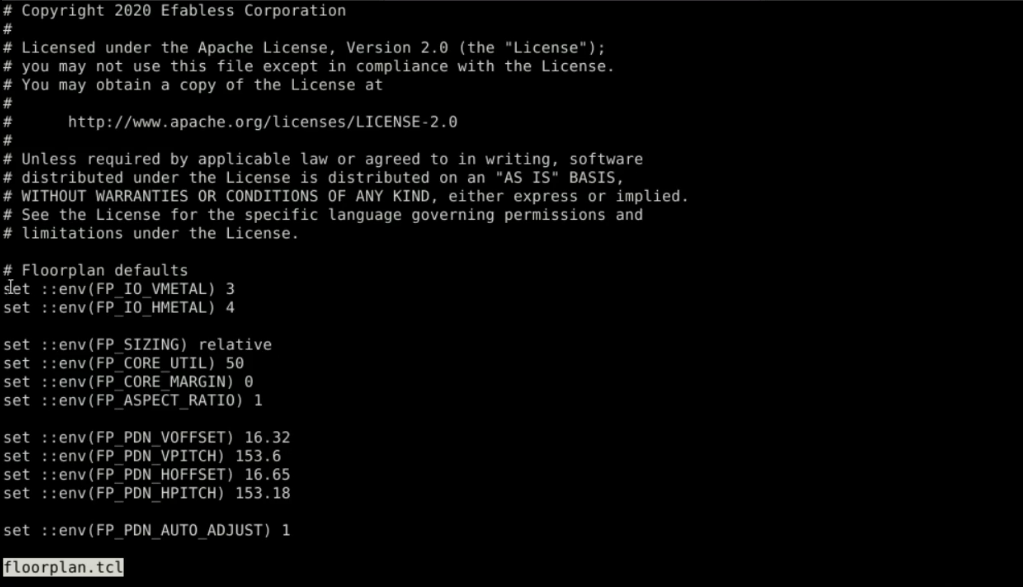 # Copyright 2020 Efabless Corporation
#
# Licensed under the Apache License, Version 2.0 (the "License");
# you may not use this file except in compliance with the License.
# You may obtain a copy of the License at
#
#      http://www.apache.org/licenses/LICENSE-2.0
#
# Unless required by applicable law or agreed to in writing, software
# distributed under the License is distributed on an "AS IS" BASIS,
# WITHOUT WARRANTIES OR CONDITIONS OF ANY KIND, either express or implied.
# See the License for the specific language governing permissions and
# limitations under the License.

# Floorplan defaults
set ::env(FP_IO_VMETAL) 3
set ::env(FP_IO_HMETAL) 4

set ::env(FP_SIZING) relative
set ::env(FP_CORE_UTIL) 50
set ::env(FP_CORE_MARGIN) 0
set ::env(FP_ASPECT_RATIO) 1

set ::env(FP_PDN_VOFFSET) 16.32
set ::env(FP_PDN_VPITCH) 153.6
set ::env(FP_PDN_HOFFSET) 16.65
set ::env(FP_PDN_HPITCH) 153.18

set ::env(FP_PDN_AUTO_ADJUST) 1

floorplan.tcl